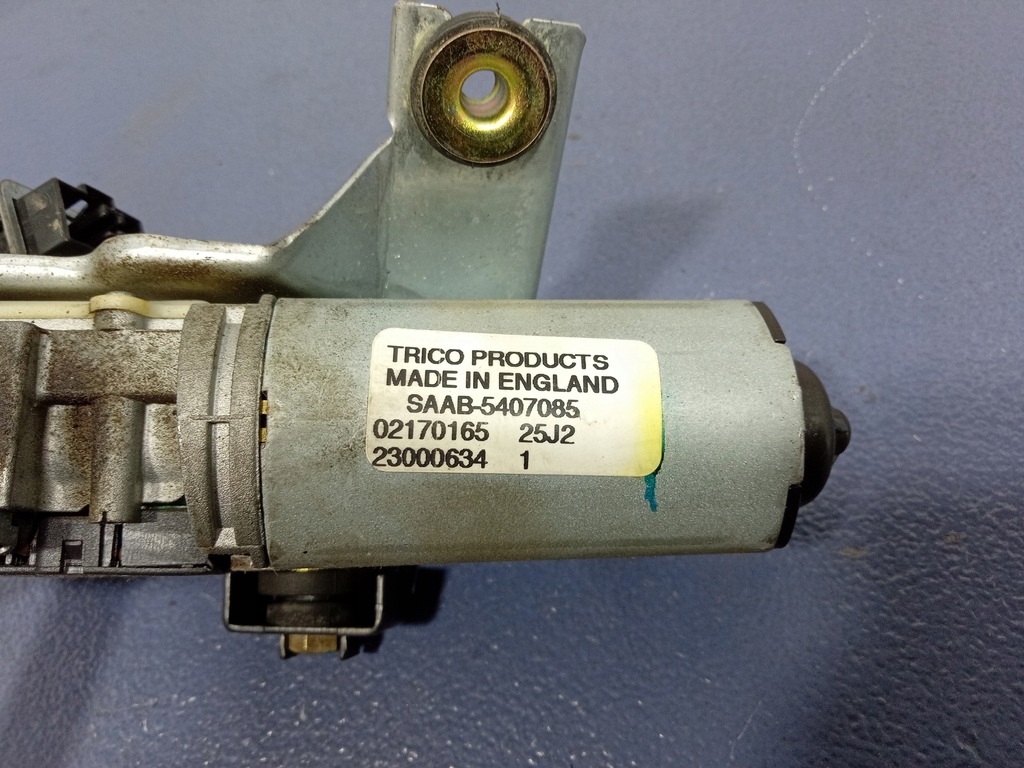 TRICO PRODUCTS
MADE IN ENGLAND
SAAB-5407085
02170165 25J2
23000634 1